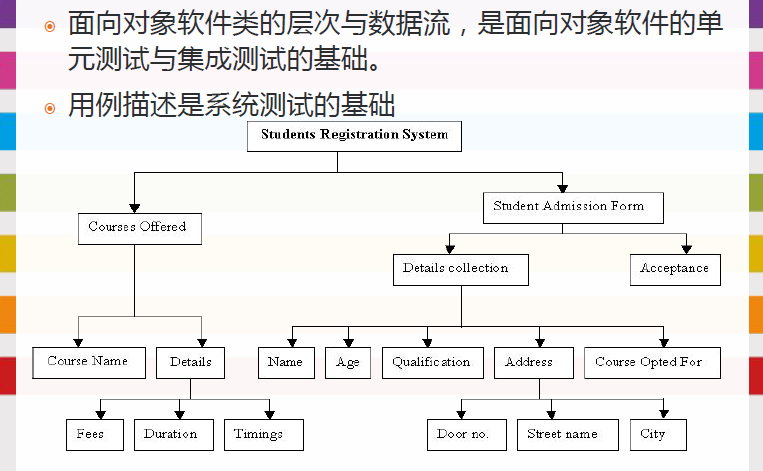 面向对象软件类的层次与数据流，是面向对象软件的单
元测试与集成测试的基础。
用例描述是系统测试的基础
Students Registration System
Student Admission Form
Courses Offered
Details collection
Acceptance
Course Name
Details
Name
Age
Qualification
Address
Course Opted For
Fees
Duration
Timings
Door no.
Street name
City